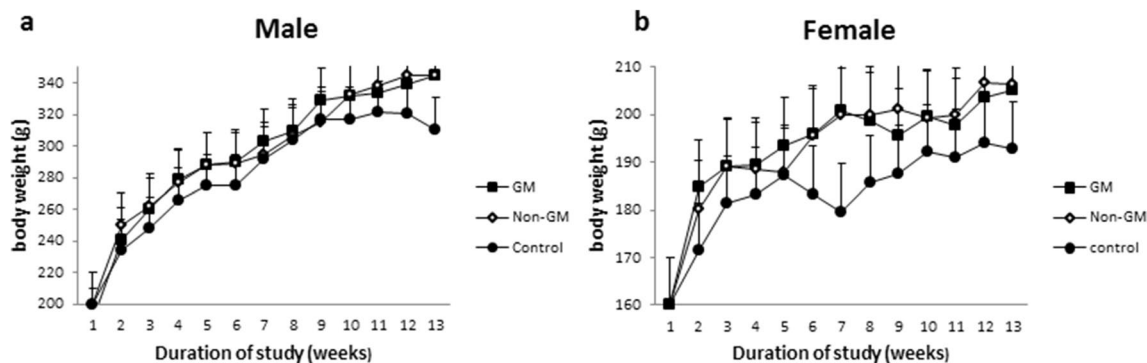 a
Male
body weight (g)
340
320
300
280
260
240
220
200
1 2 3 4 5 6 7 8 9 10 11 12 13
Duration of study (weeks)
GM
Non-GM
Control
b
Female
body weight (g)
210
200
190
180
170
160
1 2 3 4 5 6 7 8 9 10 11 12 13
Duration of study (weeks)
GM
Non-GM
control